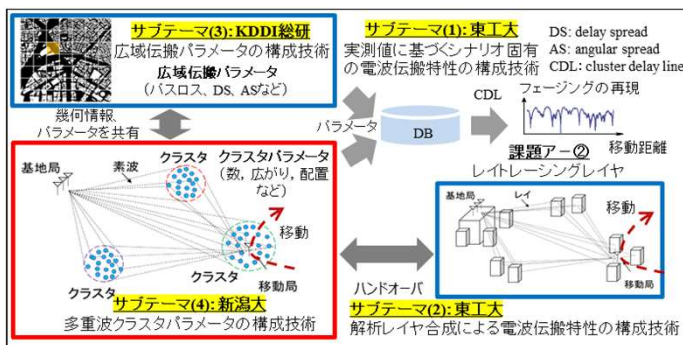 サブテーマ(3): KDDI総研
広域伝搬パラメータの構成技術
広域伝搬パラメータ
(パスロス、DS、ASなど)
サブテーマ(1): 東工大
実測値に基づくシナリオ固有
の電波伝搬特性の構成技術
DS: delay spread
AS: angular spread
CDL: cluster delay line
幾何情報、
パラメータを共有
パラメータ
DB
CDL
フェージングの再現
移動距離
課題アー②
レイトレーシングレイヤ
基地局
素波
クラスタ
クラスタパラメータ
(数, 広がり, 配置
など)
移動
クラスタ
クラスタ
移動局
サブテーマ(4): 新潟大
多重波クラスタパラメータの構成技術
ハンドオーバ
基地局
レイ
移動
移動局
サブテーマ(2): 東工大
解析レイヤ合成による電波伝搬特性の構成技術